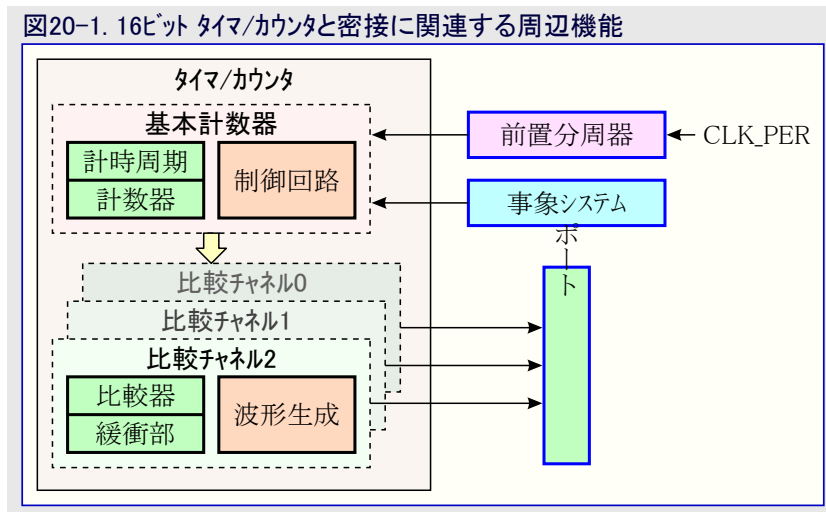 図20-1. 16ビット タイマ/カウンタと密接に関連する周辺機能
タイマ/カウンタ
基本計数器
計時周期
計数器
制御回路
前置分周器
CLK_PER
事象システム
ポート
比較チャネル0
比較チャネル1
比較チャネル2
比較器
緩衝部
波形生成